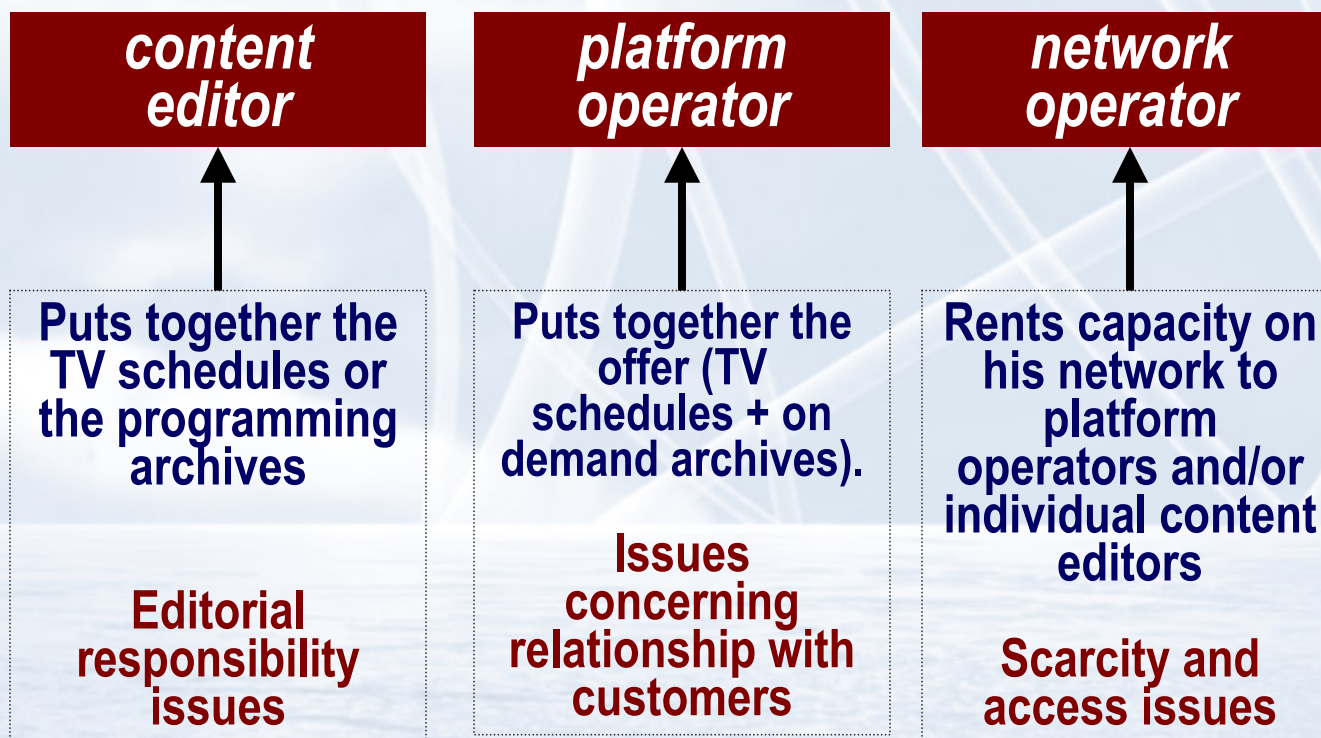 content
editor
Puts together the
TV schedules or
the programming
archives
Editorial
responsibility
issues
platform
operator
Puts together the
offer (TV
schedules + on
demand archives).
Issues
concerning
relationship with
customers
network
operator
Rents capacity on
his network to
platform
operators and/or
individual content
editors
Scarcity and
access issues